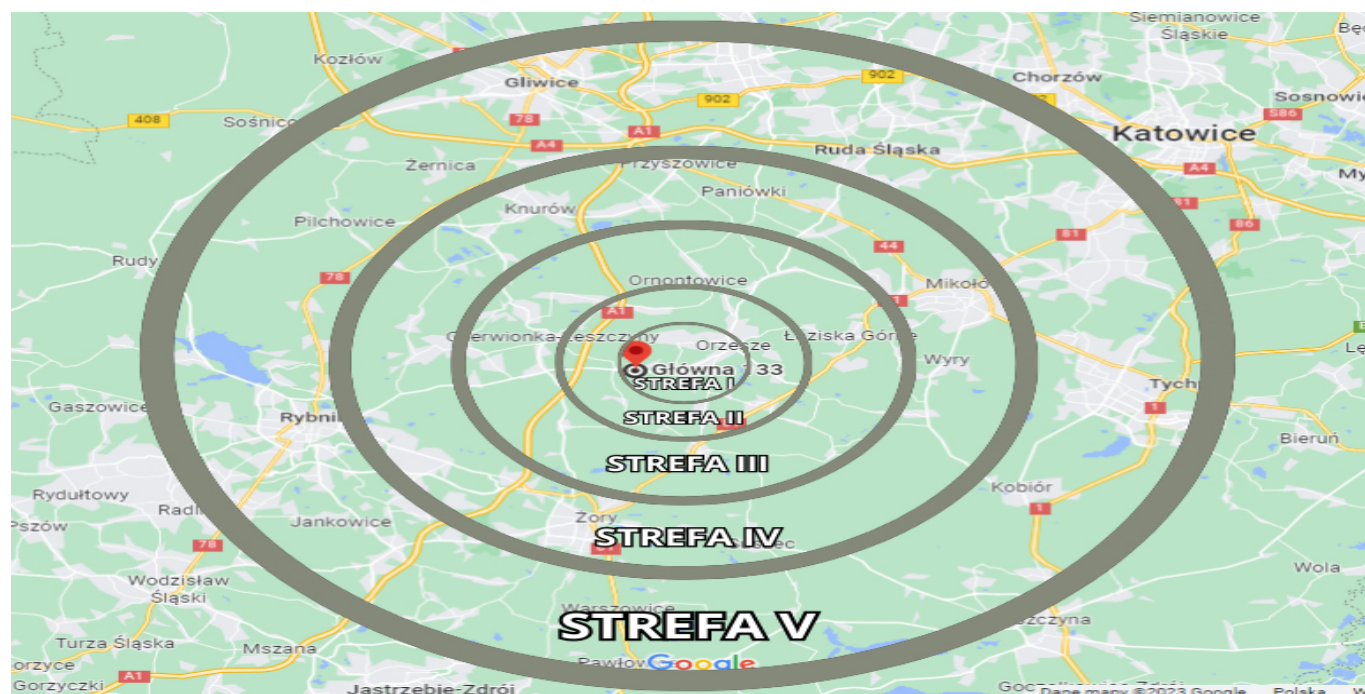 Siemianowice
Śląskie
Kozłów
Gliwice
902
Chorzów
902
Sosnowi
408
Sośnic
78
A1
S86
Katowice
A4
Ruda Śląska
Żernica
Przyszowice
A4
Paniówki
Knurów
81
Pilchowice
81
86
44
Rudy
78
Ornontowice
Mikoło
A1
1
Czerwionka-Leszczyny
Orzesze
Łaziska Górne
Wyry
Główna 133
STREFA I
Tych
Gaszowice
1
Rybni
STREFA II
Bieruń
STREFA III
Rydułtowy
Kobiór
Pszów
Radl
Jankowice
Żory
1
STREFA IV
78
Wodzisław
Śląski
Wola
Warszowice
STREFA V
Turza Śląska
Mszana
Pawłow
Google
orzyce
A1
Gorzyczki
Jastrzębie-Zdrój
Dane mapy ©2023 Google
Polska